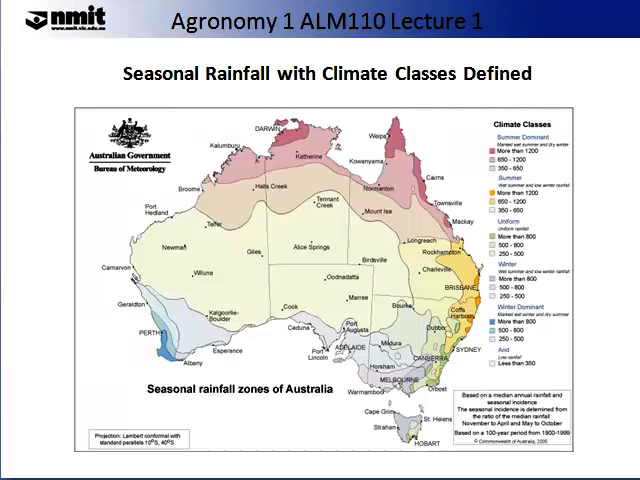 nmit
www.nmit.vic.edu.au
Agronomy 1 ALM110 Lecture 1
Seasonal Rainfall with Climate Classes Defined
Australian Government
Bureau of Meteorology
DARWIN
Kalumburu
Katherine
Weipa
Kowanyama
Cairns
Broome
Halls Creek
Normanton
Townsville
Port
Hedland
Tennant
Creek
Mount Isa
Mackay
Telfer
Longreach
Rockhampton
Newman
Giles
Alice Springs
Birdsville
Carnarvon
Wiluna
Oodnadatta
Charleville
BRISBANE
Geraldton
Kalgoorlie-
Boulder
Cook
Marree
Bourke
Coffs
Harbour
PERTH
Ceduna
Port
Augusta
Dubbo
Esperance
Albany
Port
Lincoln
ADELAIDE
Mildura
SYDNEY
CANBERRA
Horsham
MELBOURNE
Warrnambool
Orbost
Cape Grim
St. Helens
Strahan
HOBART
Seasonal rainfall zones of Australia
Climate Classes
Summer Dominant
Marked wet summer and dry winter
More than 1200
650 - 1200
350 - 650
Summer
Wet summer and low winter rainfall
More than 1200
650 - 1200
350 - 650
Uniform
Uniform rainfall
More than 800
500 - 800
250 - 500
Winter
Wet summer and low winter rainfall
More than 800
500 - 800
250 - 500
Winter Dominant
Marked wet winter and dry summer
More than 800
500 - 800
250 - 500
Arid
Low rainfall
Less than 350
Projection: Lambert conformal with
standard parallels 10°S, 40°S.
Based on a median annual rainfall and
seasonal incidence
The seasonal incidence is determined from
the ratio of the median rainfall:
November to April and May to October
Based on a 100-year period from 1900-1999
© Commonwealth of Australia, 2005